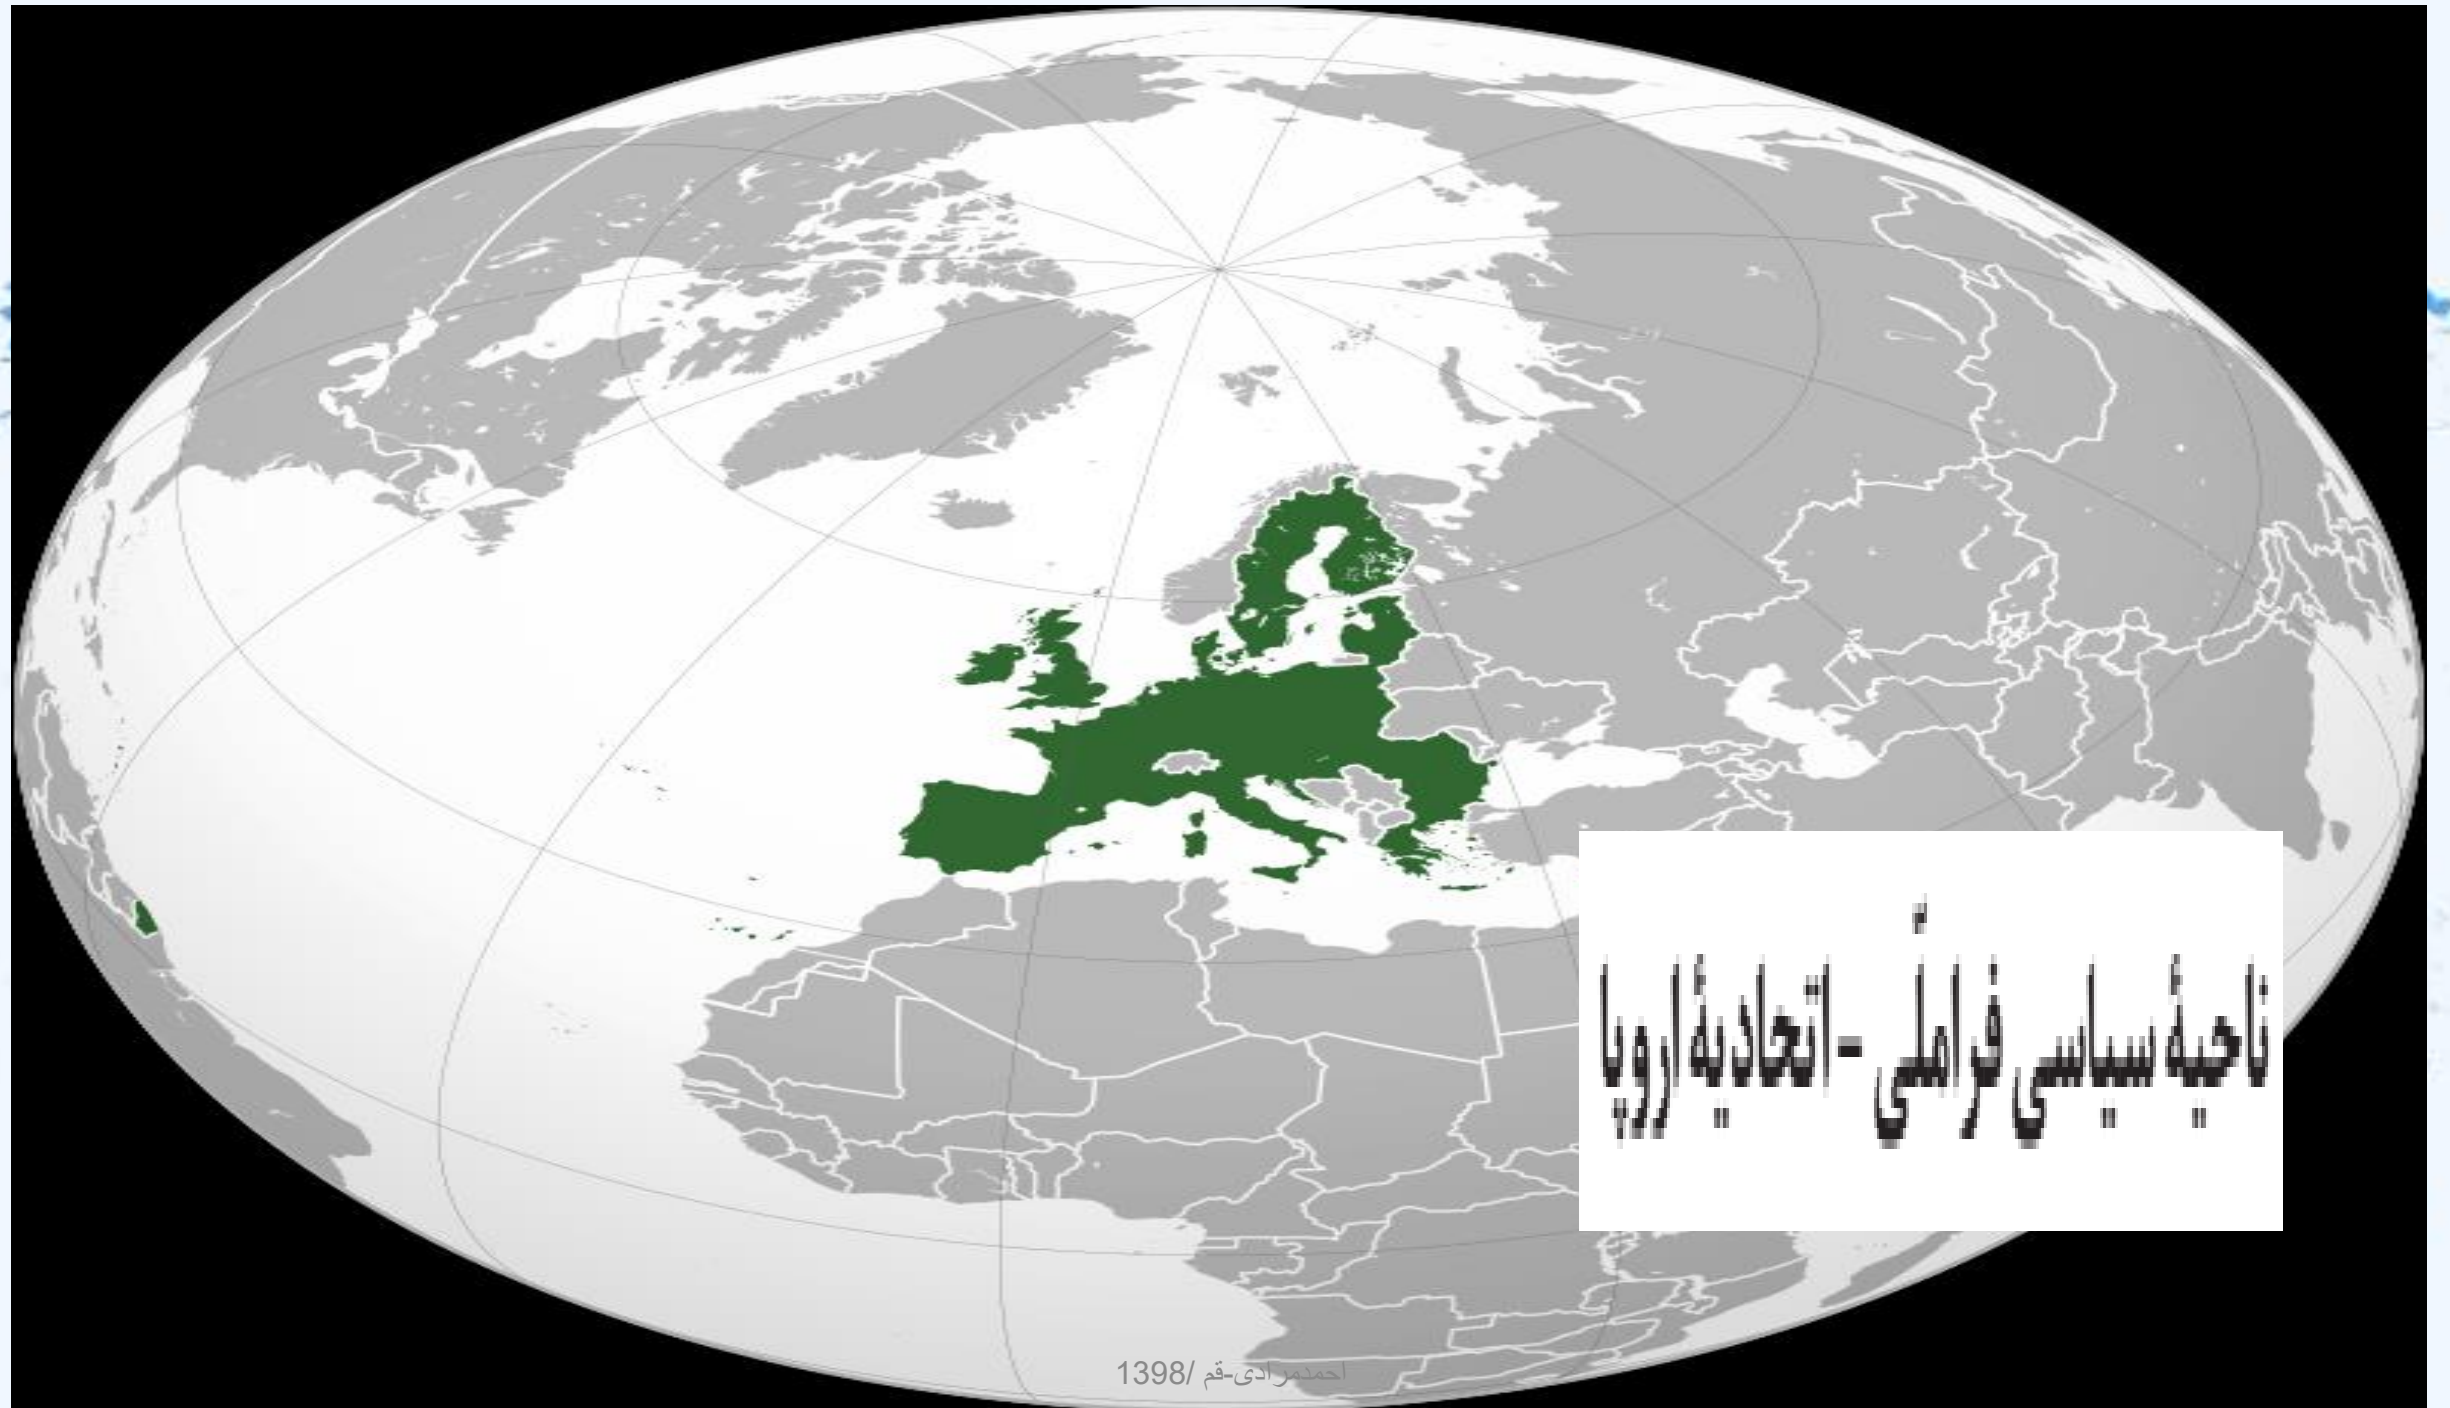 ناحیهٔ سیاسی فراملّی - اتحادیهٔ اروپا
احمدمرادی-قم /1398